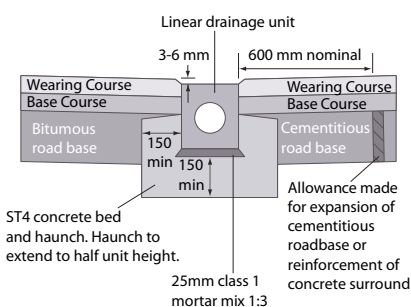 Linear drainage unit
3-6 mm
600 mm nominal
Wearing Course
Wearing Course
Base Course
Base Course
Bitumous
road base
Cementitious
road base
150
min
150
min
ST4 concrete bed
and haunch. Haunch to
extend to half unit height.
Allowance made
for expansion of
cementitious
roadbase or
reinforcement of
concrete surround
25mm class 1
mortar mix 1:3